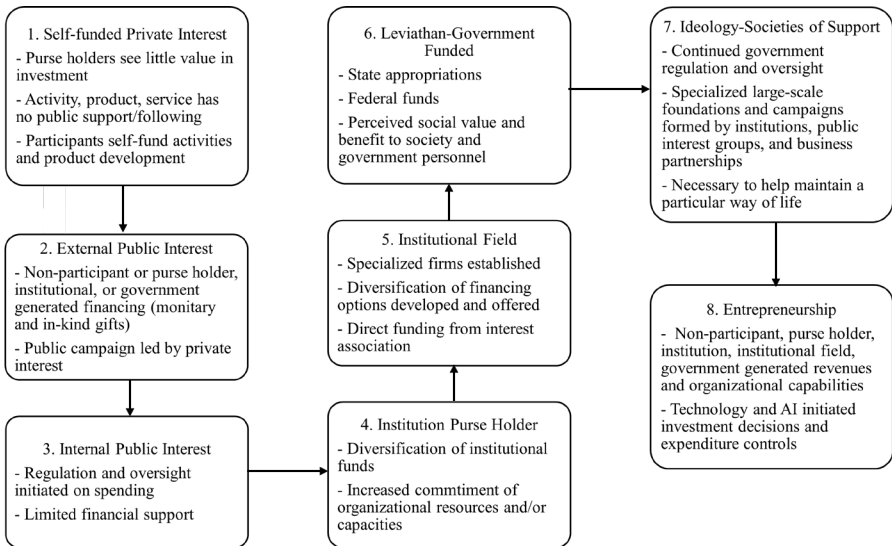 1. Self-funded Private Interest
- Purse holders see little value in
investment
- Activity, product, service has
no public support/following
- Participants self-fund activities
and product development
2. External Public Interest
- Non-participant or purse holder,
institutional, or government
generated financing (monitary
and in-kind gifts)
- Public campaign led by private
interest
3. Internal Public Interest
- Regulation and oversight
initiated on spending
- Limited financial support
4. Institution Purse Holder
- Diversification of institutional
funds
- Increased commtiment of
organizational resources and/or
capacities
5. Institutional Field
- Specialized firms established
- Diversification of financing
options developed and offered
- Direct funding from interest
association
6. Leviathan-Government
Funded
- State appropriations
- Federal funds
- Perceived social value and
benefit to society and
government personnel
7. Ideology-Societies of Support
- Continued government
regulation and oversight
- Specialized large-scale
foundations and campaigns
formed by institutions, public
interest groups, and business
partnerships
- Necessary to help maintain a
particular way of life
8. Entrepreneurship
- Non-participant, purse holder,
institution, institutional field,
government generated revenues
and organizational capabilities
- Technology and AI initiated
investment decisions and
expenditure controls